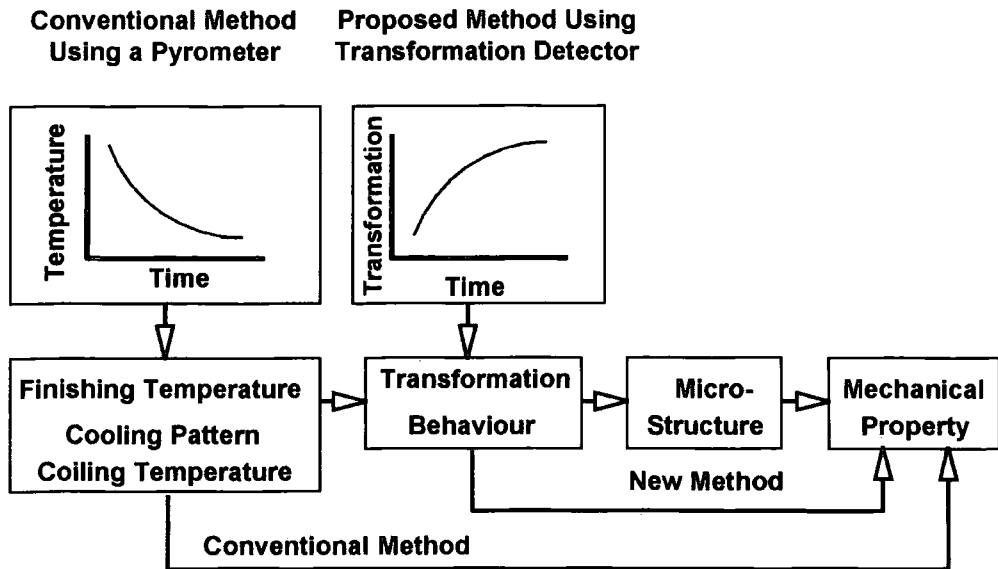 Conventional Method
Using a Pyrometer
Proposed Method Using
Transformation Detector
Temperature
Time
Transformation
Time
Finishing Temperature
Cooling Pattern
Coiling Temperature
Transformation
Behaviour
Micro-
Structure
Mechanical
Property
New Method
Conventional Method